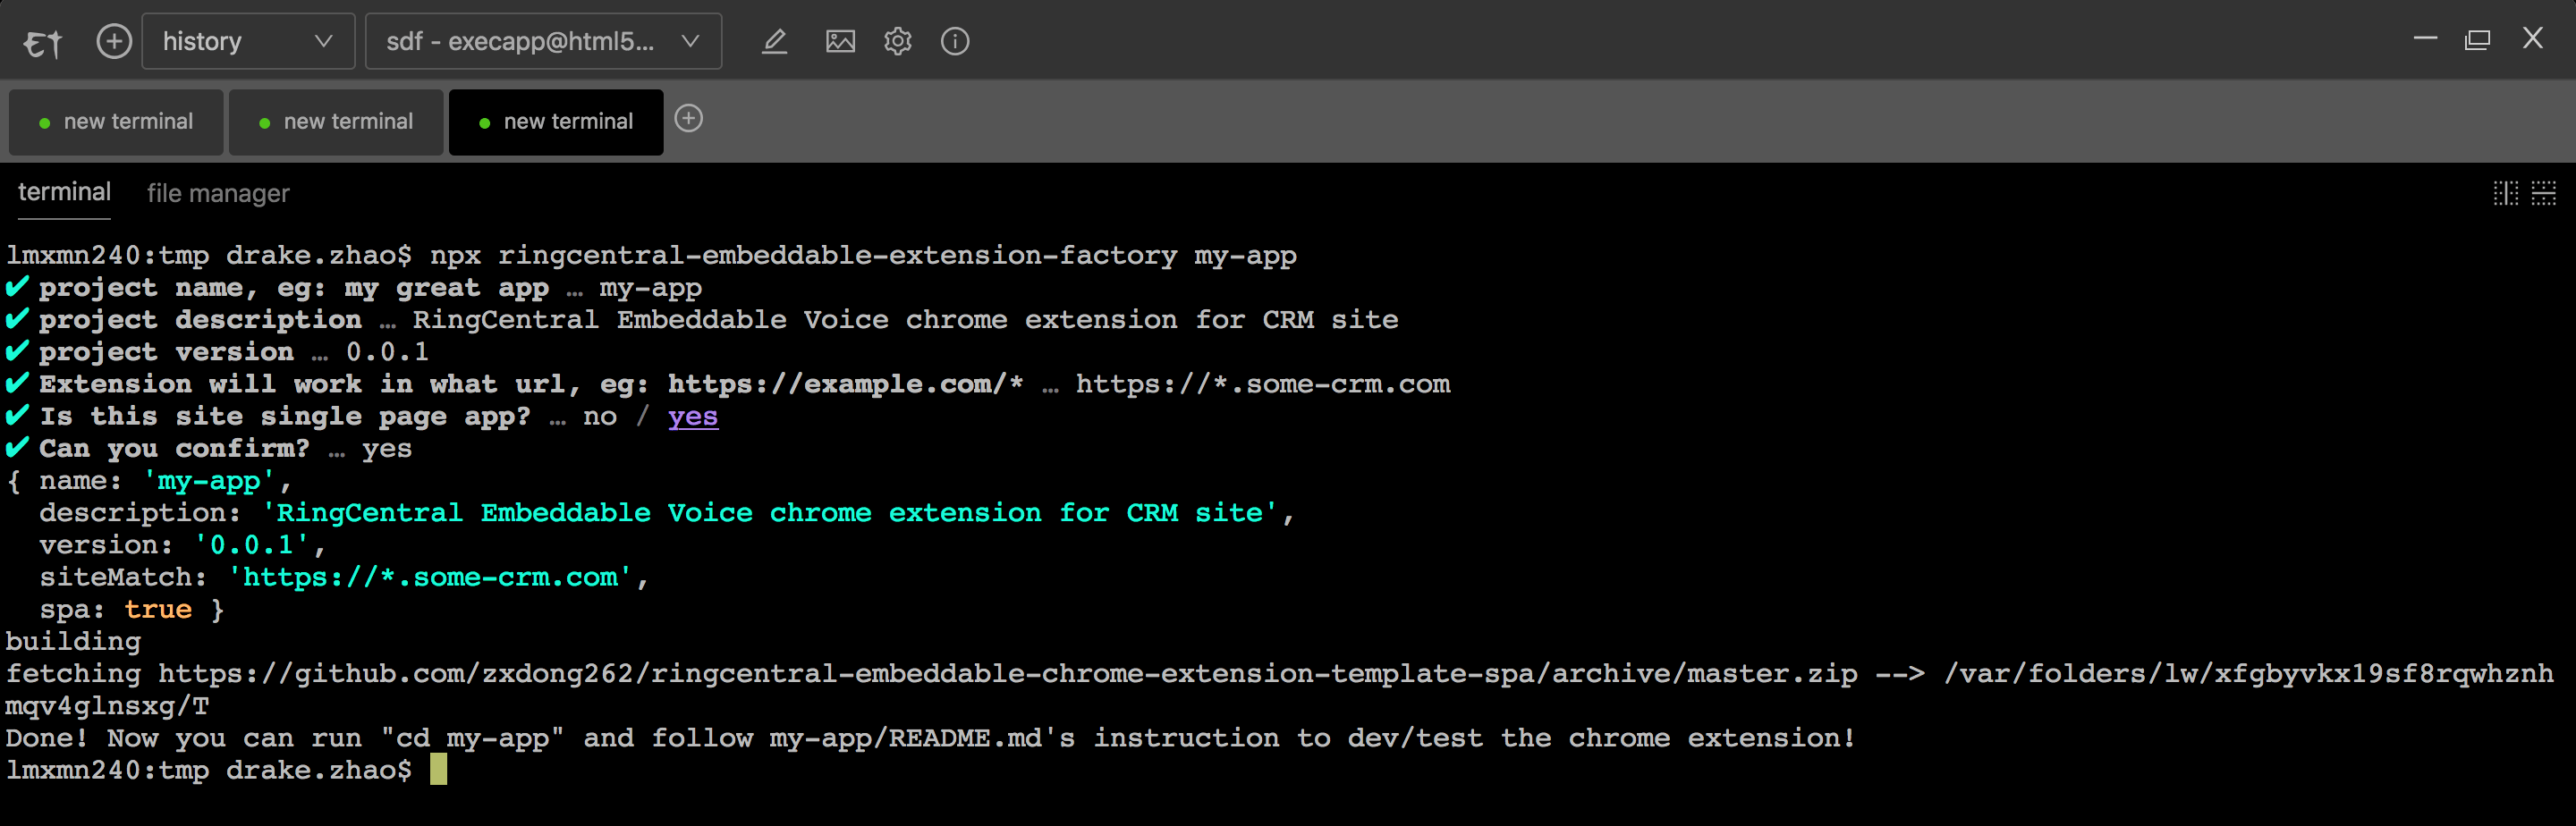 history
sdf - execapp@html5...
new terminal
new terminal
new terminal
terminal
file manager
lmxmn240:tmp drake.zhao$ npx ringcentral-embeddable-extension-factory my-app
✔ project name, eg: my great app … my-app
✔ project description … RingCentral Embeddable Voice chrome extension for CRM site
✔ project version … 0.0.1
✔ Extension will work in what url, eg: https://example.com/* … https://*.some-crm.com
✔ Is this site single page app? … no / yes
✔ Can you confirm? … yes
{ name: 'my-app',
  description: 'RingCentral Embeddable Voice chrome extension for CRM site',
  version: '0.0.1',
  siteMatch: 'https://*.some-crm.com',
  spa: true }
building
fetching https://github.com/zxdong262/ringcentral-embeddable-chrome-extension-template-spa/archive/master.zip --> /var/folders/lw/xfgbyvkx19sf8rqwhznh
mqv4glnsxg/T
Done! Now you can run "cd my-app" and follow my-app/README.md's instruction to dev/test the chrome extension!
lmxmn240:tmp drake.zhao$